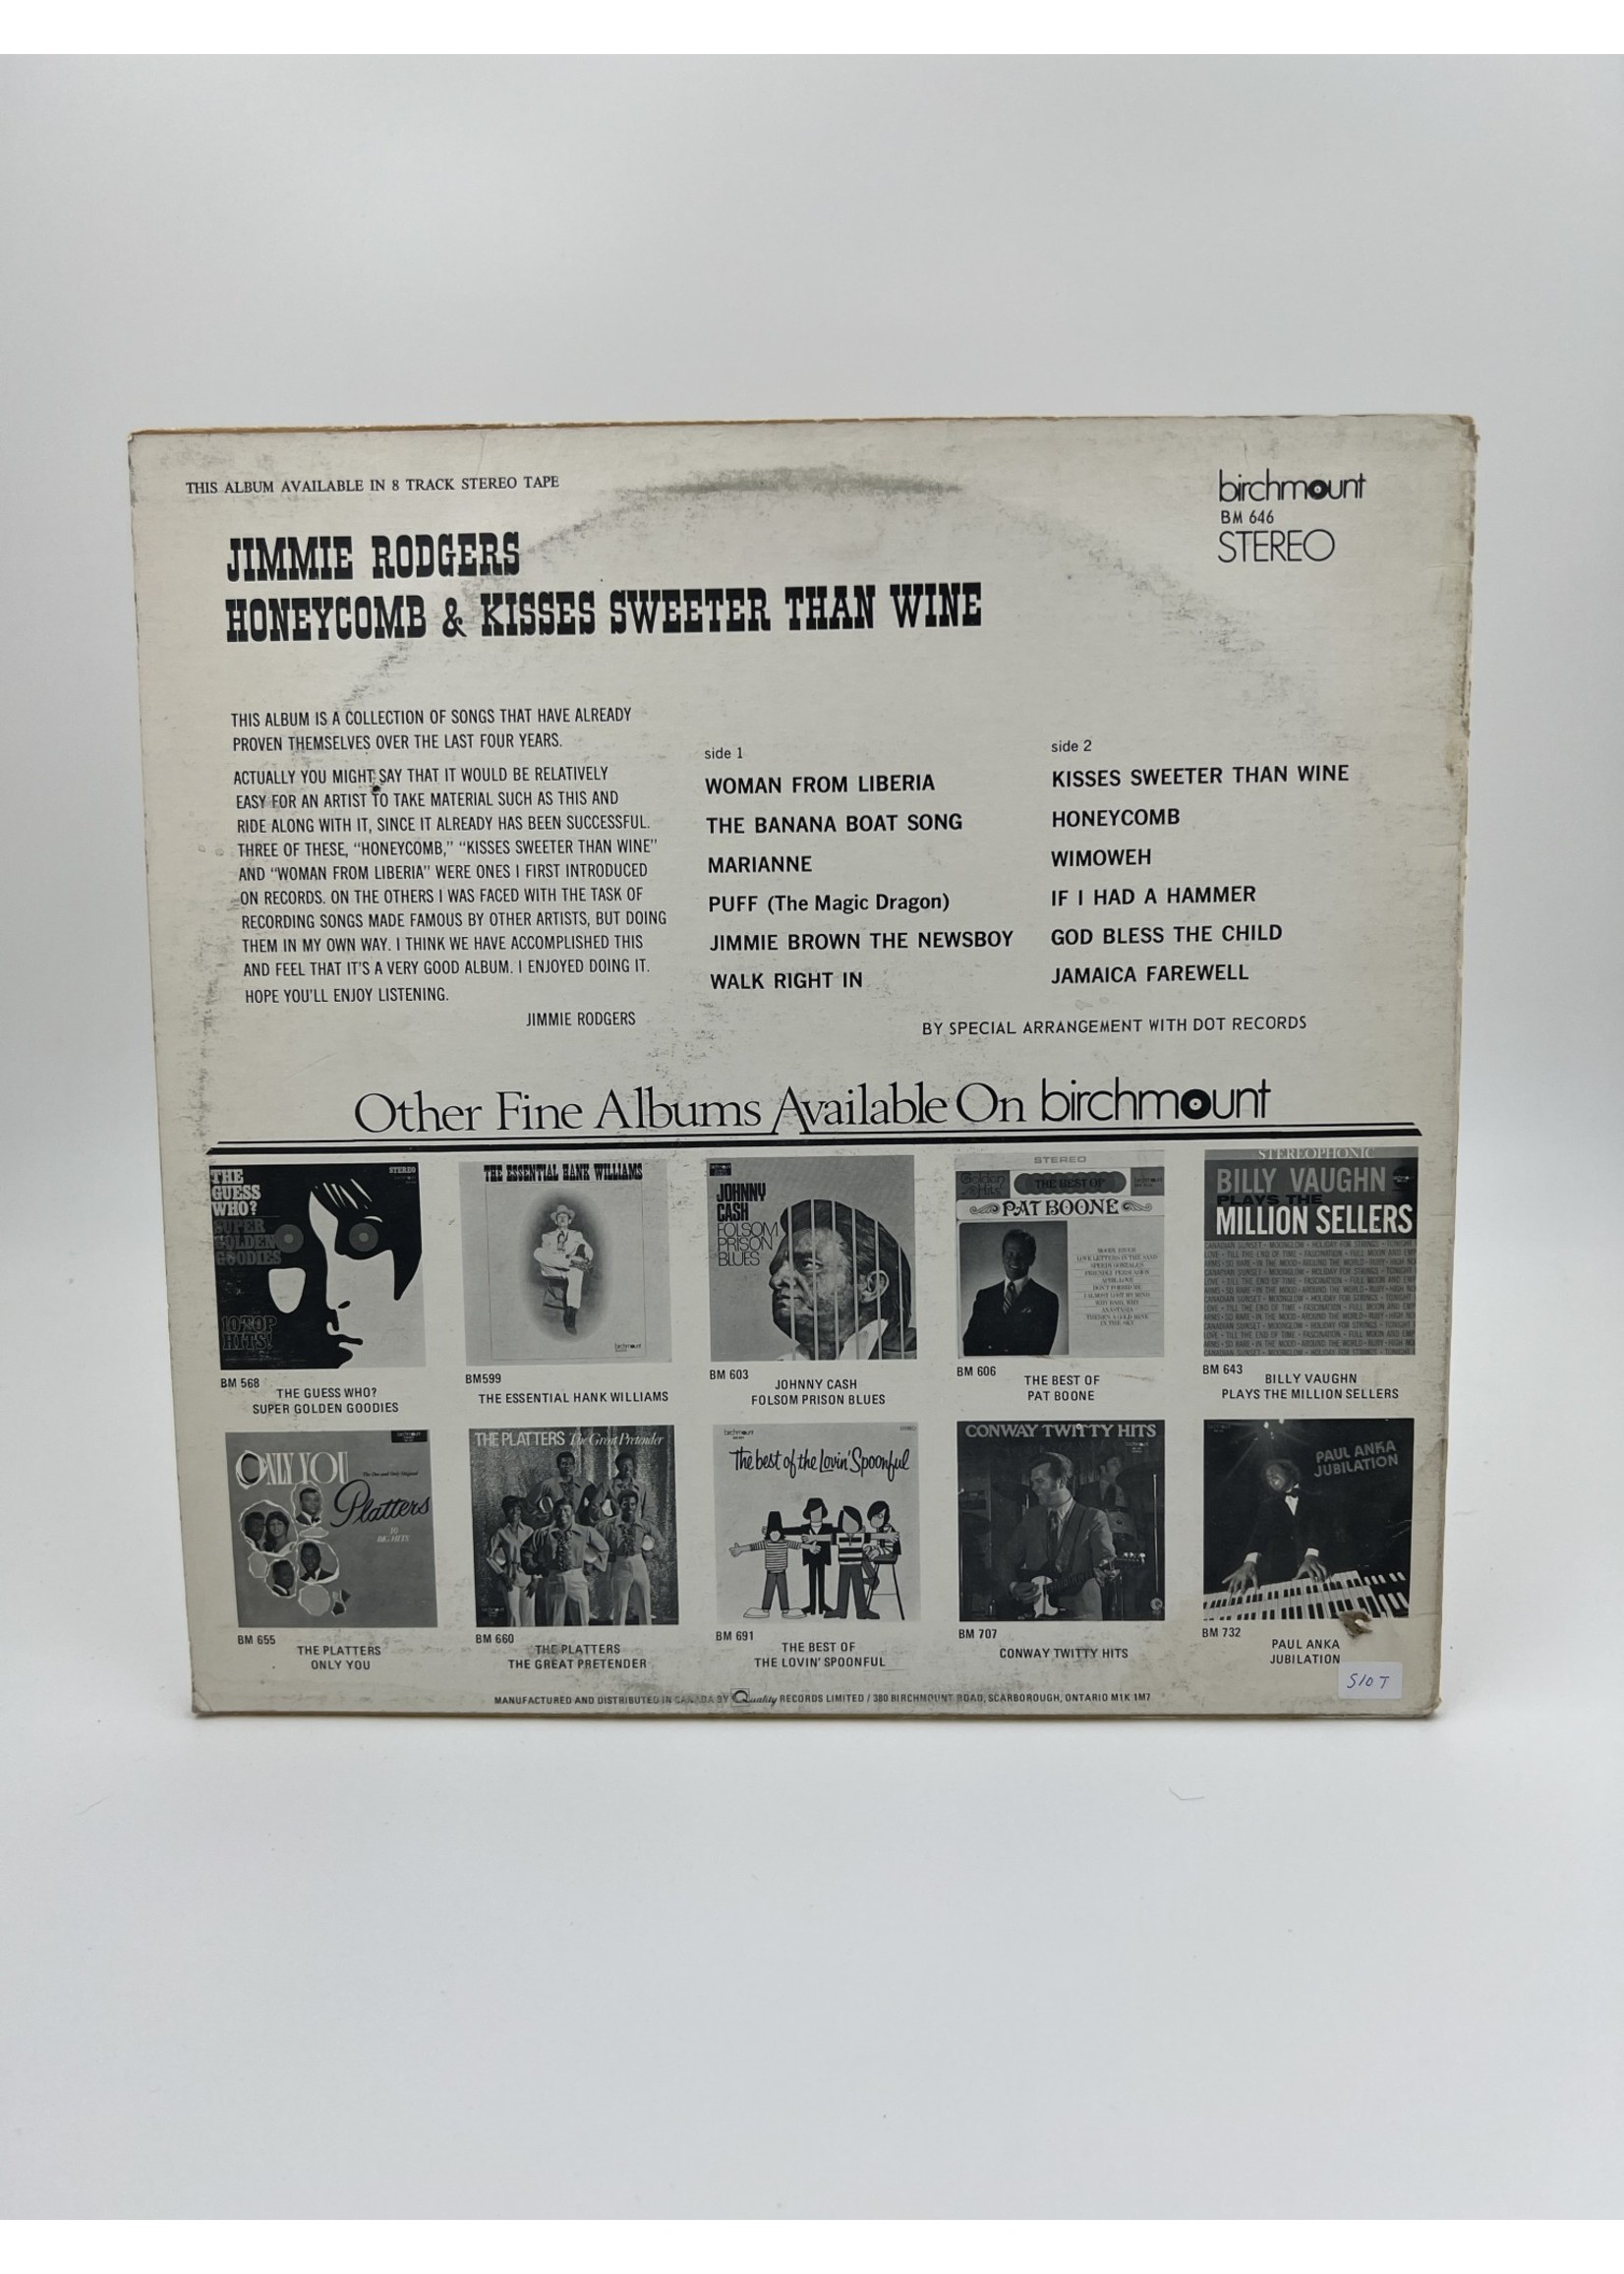 THIS ALBUM AVAILABLE IN 8 TRACK STEREO TAPE
birchmount
BM 646
STEREO
JIMMIE RODGERS
HONEYCOMB & KISSES SWEETER THAN WINE
THIS ALBUM IS A COLLECTION OF SONGS THAT HAVE ALREADY
PROVEN THEMSELVES OVER THE LAST FOUR YEARS.
ACTUALLY YOU MIGHT SAY THAT IT WOULD BE RELATIVELY
EASY FOR AN ARTIST TO TAKE MATERIAL SUCH AS THIS AND
RIDE ALONG WITH IT, SINCE IT ALREADY HAS BEEN SUCCESSFUL.
THREE OF THESE, “HONEYCOMB,” “KISSES SWEETER THAN WINE”
AND “WOMAN FROM LIBERIA” WERE ONES I FIRST INTRODUCED
ON RECORDS. ON THE OTHERS I WAS FACED WITH THE TASK OF
RECORDING SONGS MADE FAMOUS BY OTHER ARTISTS, BUT DOING
THEM IN MY OWN WAY. I THINK WE HAVE ACCOMPLISHED THIS
AND FEEL THAT IT’S A VERY GOOD ALBUM. I ENJOYED DOING IT.
HOPE YOU’LL ENJOY LISTENING.
JIMMIE RODGERS
side 1
WOMAN FROM LIBERIA
THE BANANA BOAT SONG
MARIANNE
PUFF (The Magic Dragon)
JIMMIE BROWN THE NEWSBOY
WALK RIGHT IN
side 2
KISSES SWEETER THAN WINE
HONEYCOMB
WIMOWEH
IF I HAD A HAMMER
GOD BLESS THE CHILD
JAMAICA FAREWELL
BY SPECIAL ARRANGEMENT WITH DOT RECORDS
Other Fine Albums Available On birchmount
THE
GUESS
WHO?
SUPER
GOLDEN
GOODIES
10 TOP
HITS!
STEREO
BM 568
THE GUESS WHO?
SUPER GOLDEN GOODIES
THE ESSENTIAL HANK WILLIAMS
birchmount
BM599
THE ESSENTIAL HANK WILLIAMS
JOHNNY
CASH
FOLSOM
PRISON
BLUES
BM 603
JOHNNY CASH
FOLSOM PRISON BLUES
STEREO
Golden
Hits
THE BEST OF
PAT BOONE
BM 606
THE BEST OF
PAT BOONE
STEREOPHONIC
BILLY VAUGHN
PLAYS THE
MILLION SELLERS
BM 643
BILLY VAUGHN
PLAYS THE MILLION SELLERS
ONLY YOU
The One and Only Original
Platters
10
BIG HITS
BM 655
THE PLATTERS
ONLY YOU
THE PLATTERS The Great Pretender
BM 660
THE PLATTERS
THE GREAT PRETENDER
birchmount
The best of the Lovin' Spoonful
BM 691
THE BEST OF
THE LOVIN' SPOONFUL
CONWAY TWITTY HITS
BM 707
CONWAY TWITTY HITS
PAUL ANKA
JUBILATION
BM 732
PAUL ANKA
JUBILATION
S10 T
MANUFACTURED AND DISTRIBUTED IN CANADA BY Quality RECORDS LIMITED / 380 BIRCHMOUNT ROAD, SCARBOROUGH, ONTARIO M1K 1M7